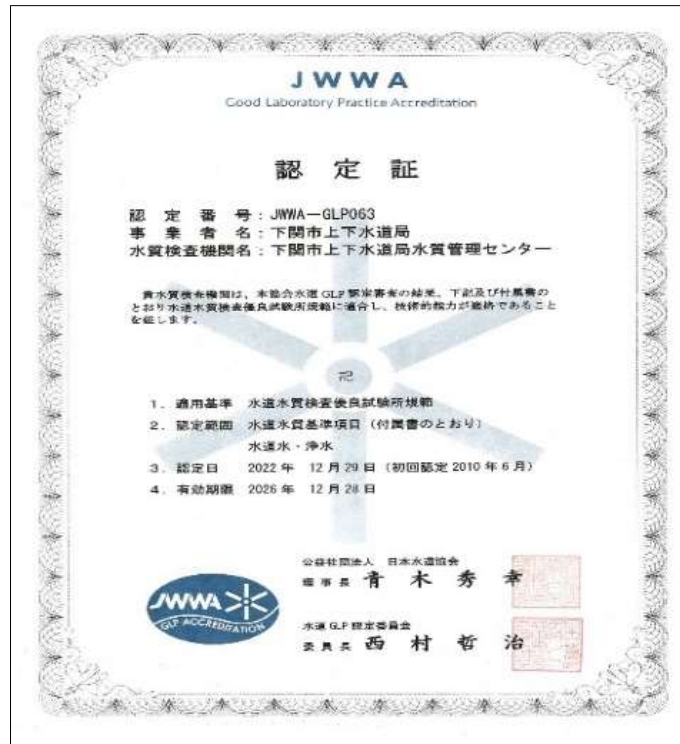 JWWA
Good Laboratory Practice Accreditation
認 定 証
認 定 番 号：JWWA－GLP063
事 業 者 名：下関市上下水道局
水質検査機関名：下関市上下水道局水質管理センター
貴水質検査機関は、本協会水道 GLP 認定審査の結果、下記及び付属書の
とおり水道水質検査優良試験所規範に適合し、技術的能力が適格であること
を証します。
記
1． 適用基準 水道水質検査優良試験所規範
2． 認定範囲 水道水質基準項目（付属書のとおり）
水道水・浄水
3． 認定日 2022 年 12 月 29 日（初回認定 2010 年 6 月）
4． 有効期限 2026 年 12 月 28 日
公益社団法人 日本水道協会
理 事 長 青 木 秀 幸
JWWA
GLP ACCREDITATION
水道 GLP 認定委員会
委 員 長 西 村 哲 治